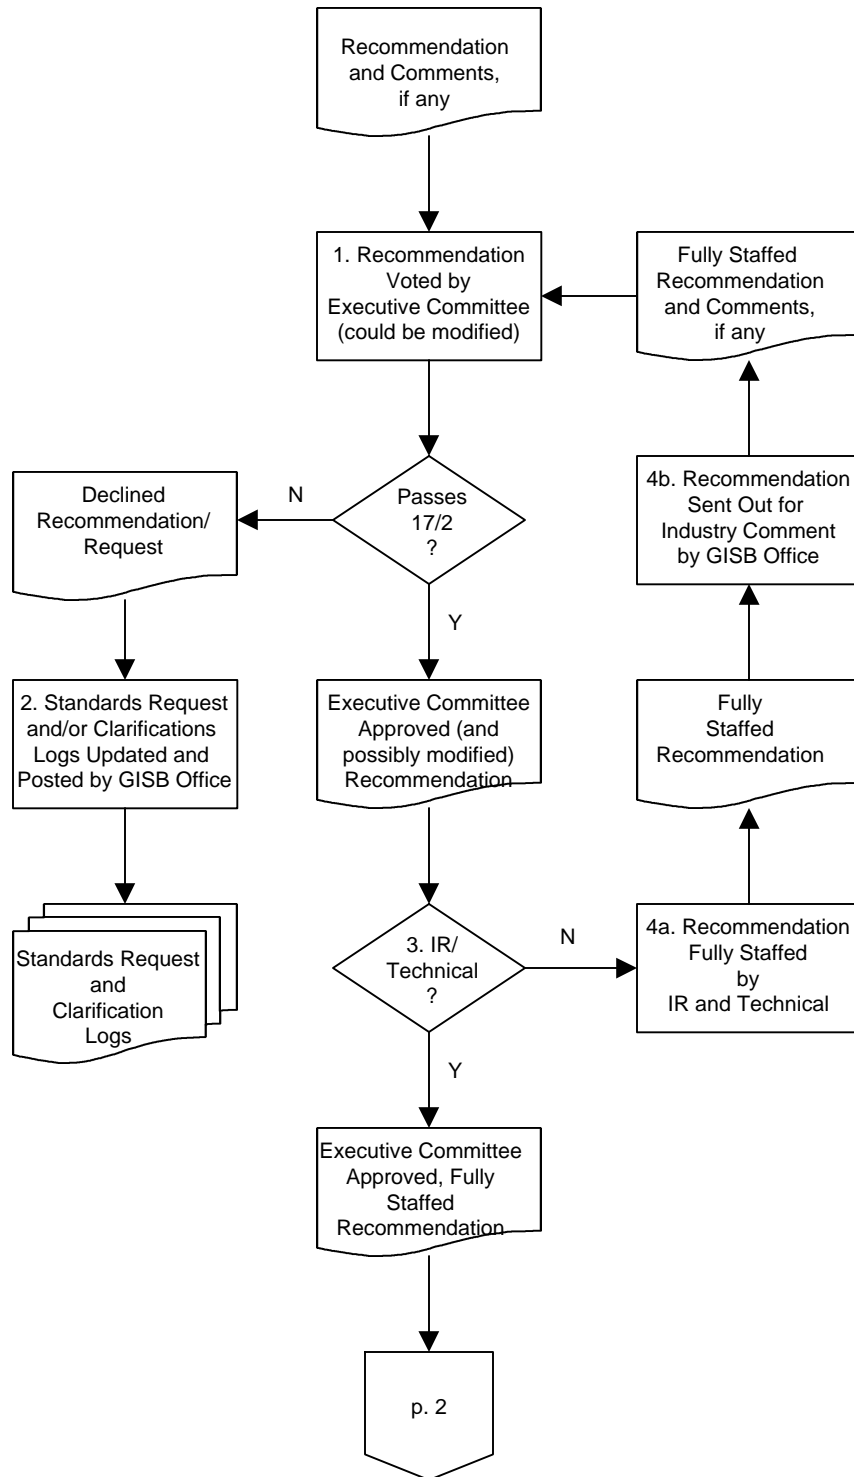 Recommendation
and Comments,
if any
1. Recommendation
Voted by
Executive Committee
(could be modified)
Fully Staffed
Recommendation
and Comments,
if any
Declined
Recommendation/
Request
N
Passes
17/2
?
4b. Recommendation
Sent Out for
Industry Comment
by GISB Office
Y
2. Standards Request
and/or Clarifications
Logs Updated and
Posted by GISB Office
Executive Committee
Approved (and
possibly modified)
Recommendation
Fully
Staffed
Recommendation
Standards Request
and
Clarification
Logs
3. IR/
Technical
?
N
4a. Recommendation
Fully Staffed
by
IR and Technical
Y
Executive Committee
Approved, Fully
Staffed
Recommendation
p. 2